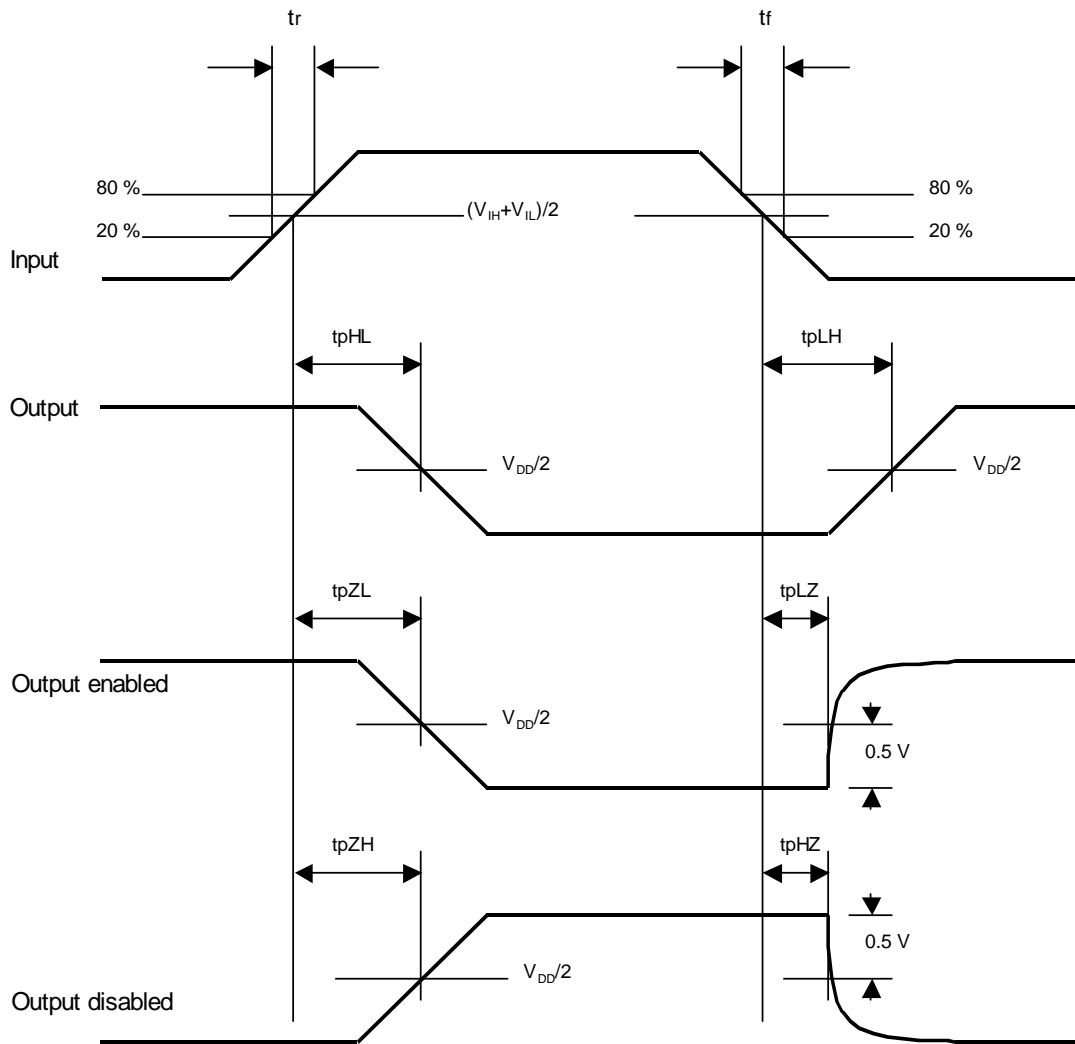 tr
tf
80 %
80 %
(VIH+VIL)/2
20 %
20 %
Input
tpHL
tpLH
Output
VDD/2
VDD/2
tpZL
tpLZ
Output enabled
VDD/2
0.5 V
tpZH
tpHZ
0.5 V
VDD/2
Output disabled